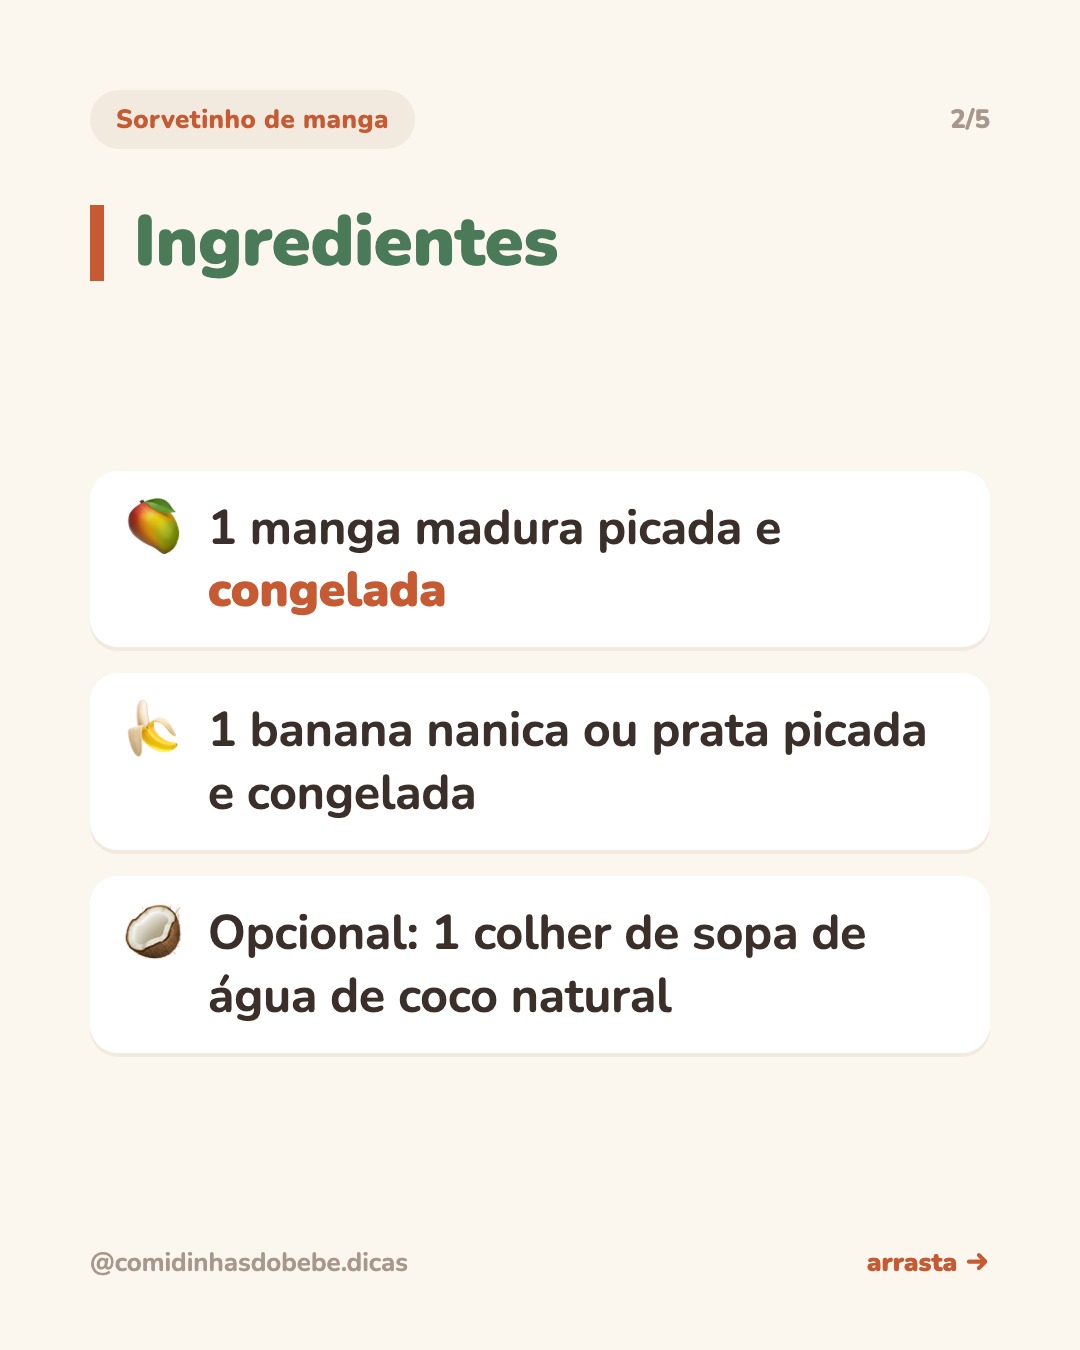 Sorvetinho de manga
2/5
Ingredientes
1 manga madura picada e
congelada
1 banana nanica ou prata picada
e congelada
Opcional: 1 colher de sopa de
água de coco natural
@comidinhasdobebe.dicas
arrasta →